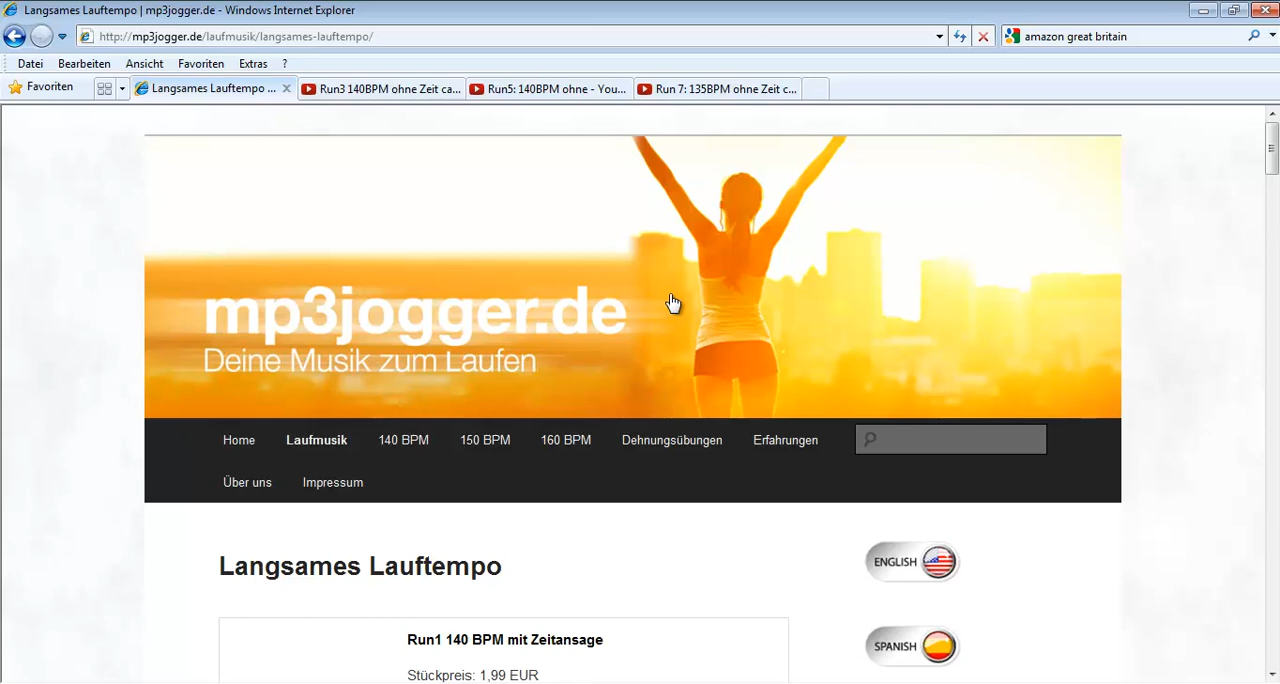 Langsames Lauftempo | mp3jogger.de - Windows Internet Explorer
http://mp3jogger.de/laufmusik/langsames-lauftempo/
amazon great britain
Datei Bearbeiten Ansicht Favoriten Extras ?
Favoriten
Langsames Lauftempo ...
Run3 140BPM ohne Zeit ca...
Run5: 140BPM ohne - You...
Run 7: 135BPM ohne Zeit c...
mp3jogger.de
Deine Musik zum Laufen
Home Laufmusik 140 BPM 150 BPM 160 BPM Dehnungsübungen Erfahrungen
Über uns Impressum
Langsames Lauftempo
ENGLISH
SPANISH
Run1 140 BPM mit Zeitansage
Stückpreis: 1,99 EUR